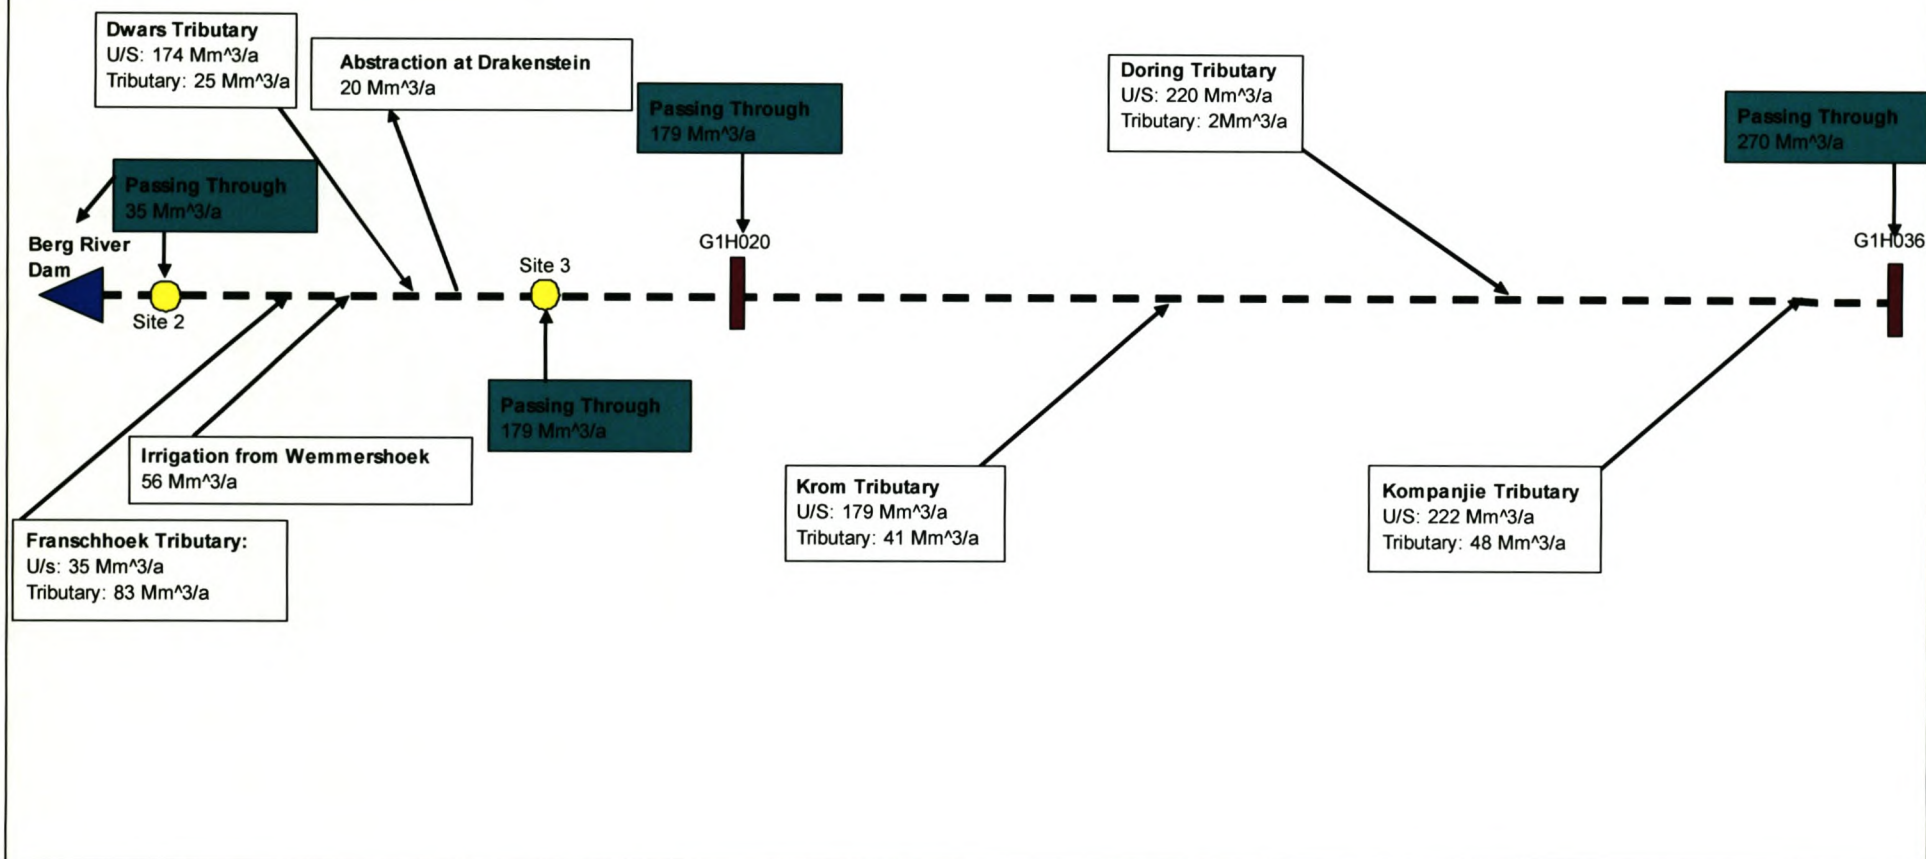 Dwars Tributary
U/S: 174 Mm^3/a
Tributary: 25 Mm^3/a
Abstraction at Drakenstein
20 Mm^3/a
Passing Through
179 Mm^3/a
Doring Tributary
U/S: 220 Mm^3/a
Tributary: 2Mm^3/a
Passing Through
270 Mm^3/a
Passing Through
35 Mm^3/a
Berg River
Dam
Site 2
Site 3
G1H020
G1H036
Passing Through
179 Mm^3/a
Irrigation from Wemmershoek
56 Mm^3/a
Franschhoek Tributary:
U/s: 35 Mm^3/a
Tributary: 83 Mm^3/a
Krom Tributary
U/S: 179 Mm^3/a
Tributary: 41 Mm^3/a
Kompanjie Tributary
U/S: 222 Mm^3/a
Tributary: 48 Mm^3/a